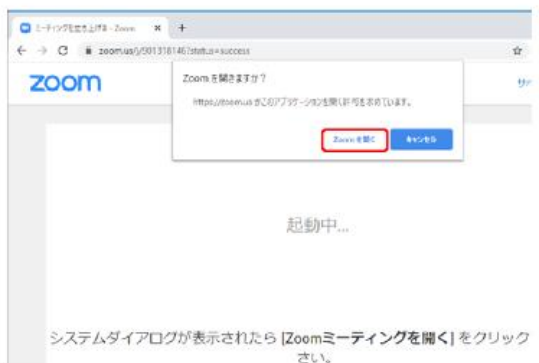 ミーティングを立ち上げる - Zoom
zoom.us/j/
?status=success
zoom
Zoom を開きますか？
https://zoom.us がこのアプリケーションを開く許可を求めています。
Zoom を開く
キャンセル
起動中...
システムダイアログが表示されたら [Zoomミーティングを開く] をクリック
さい。